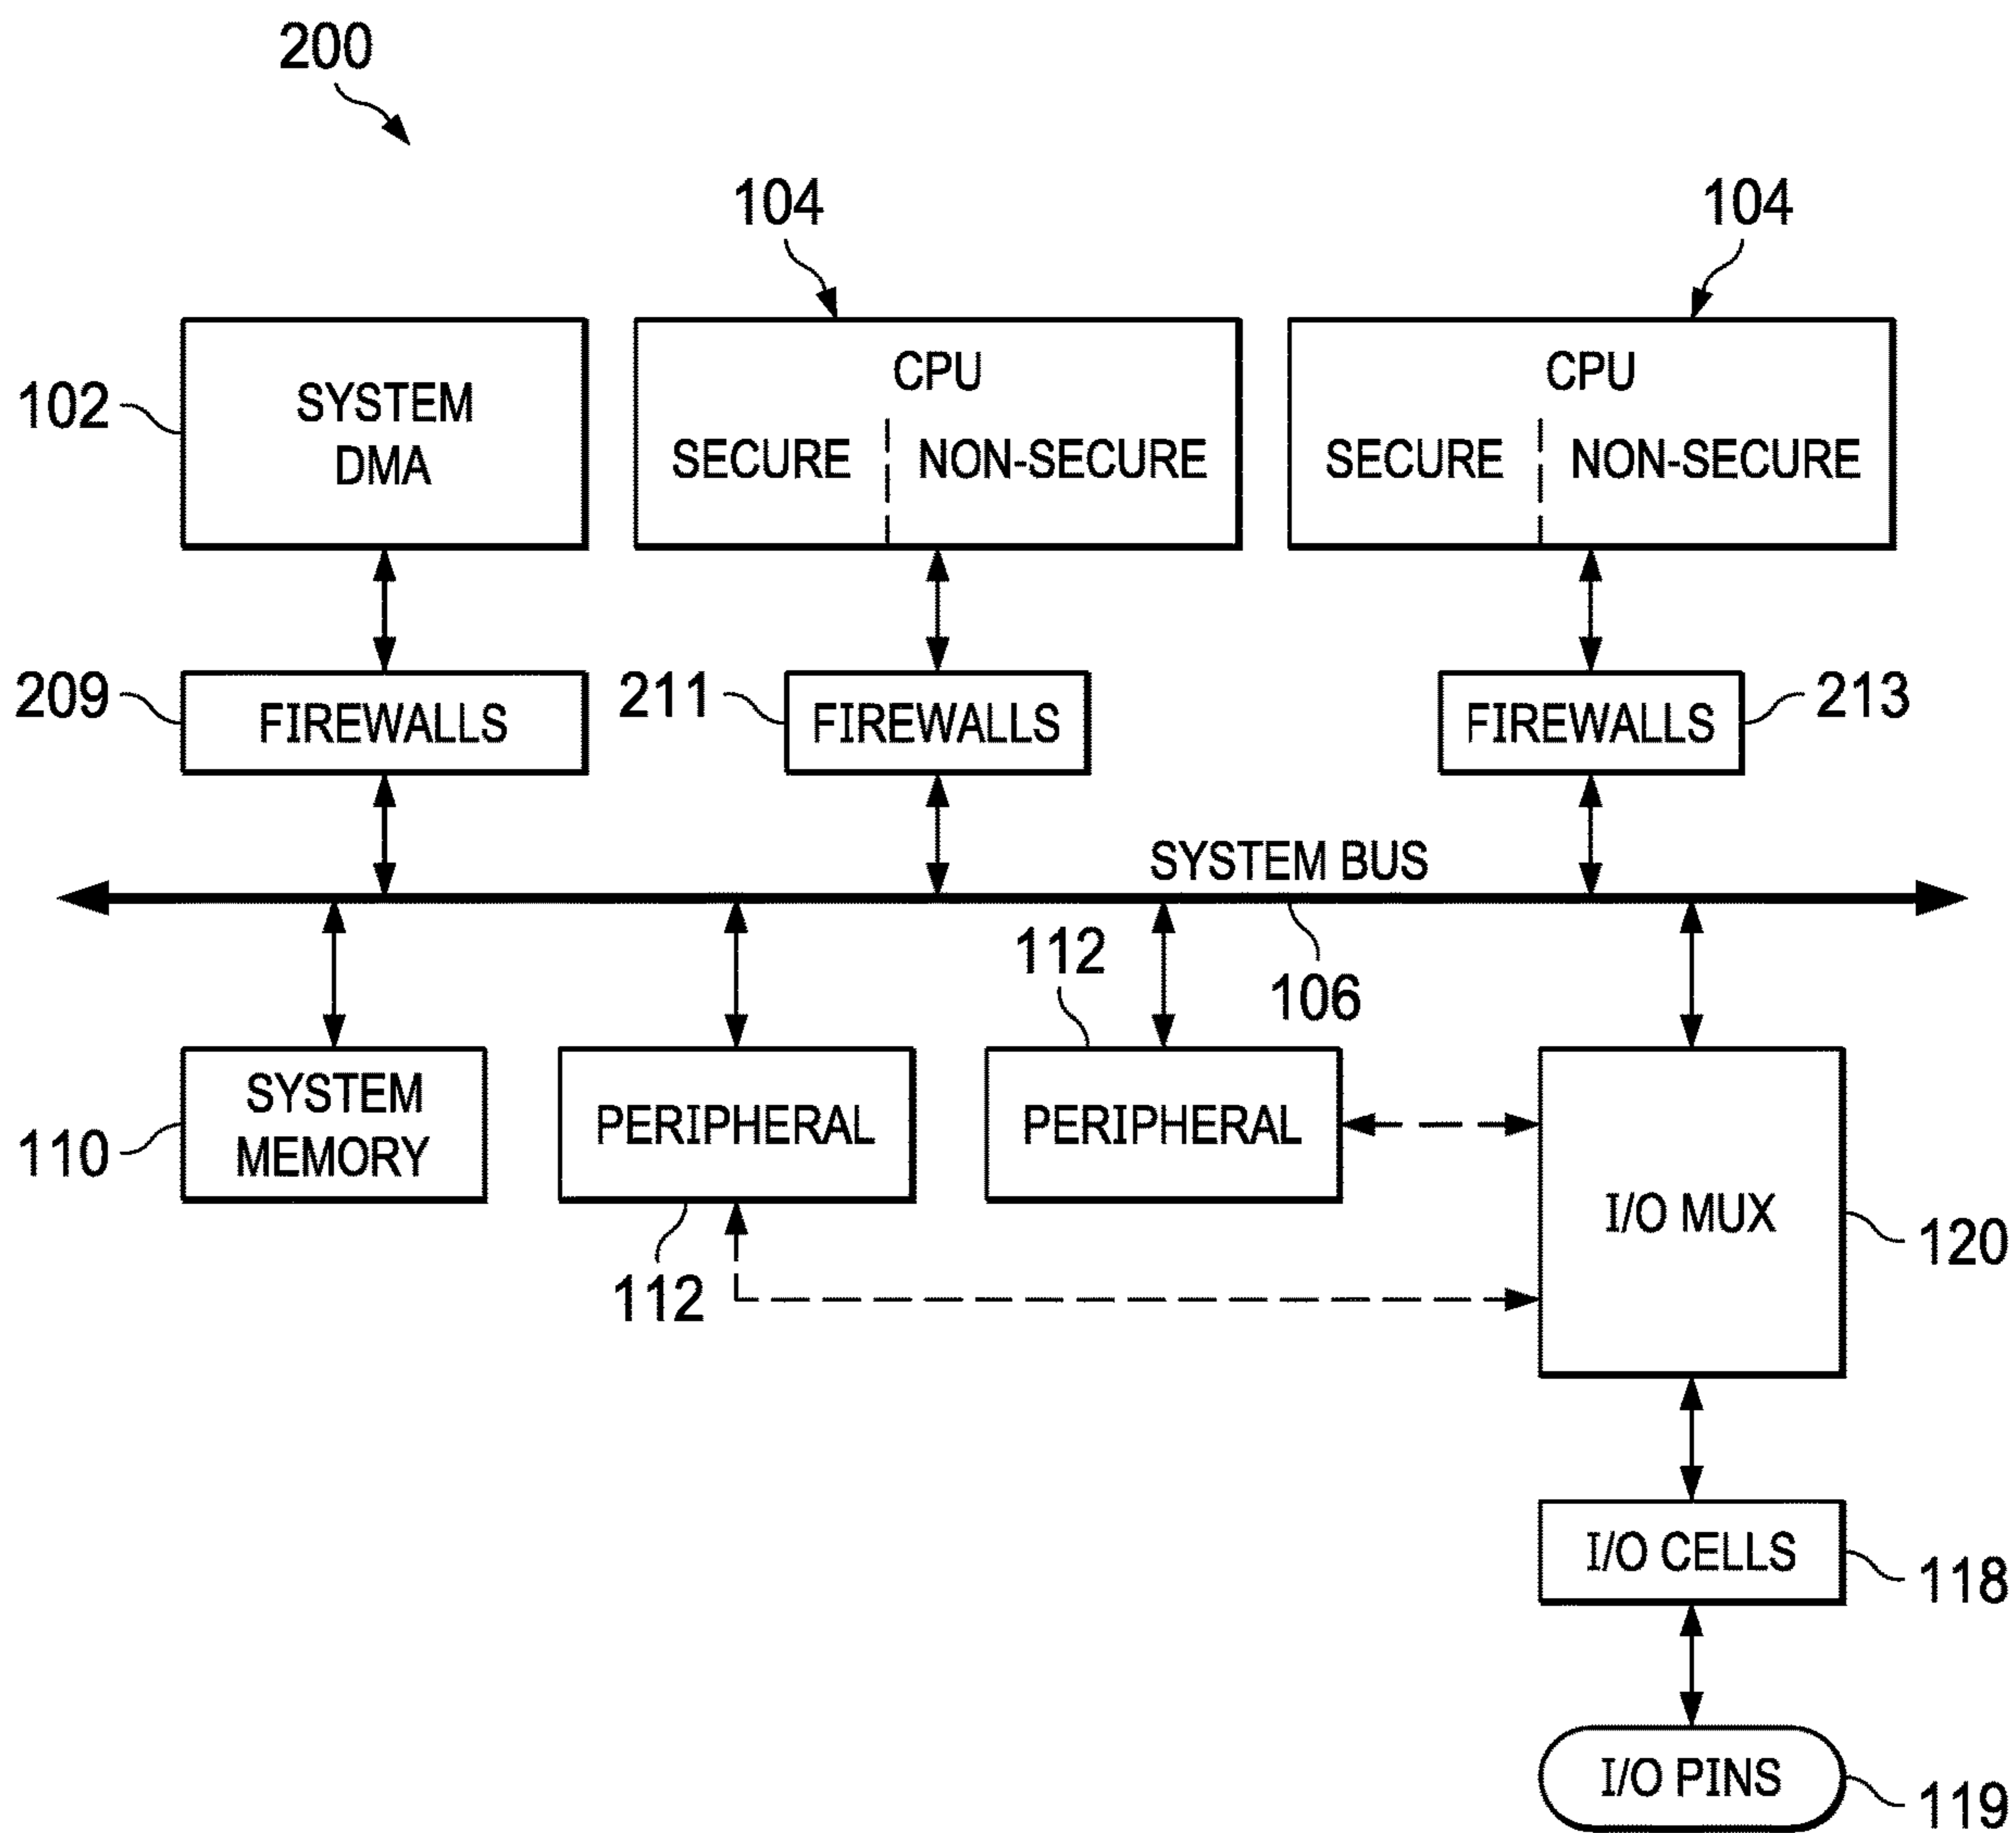 200
104
104
102
SYSTEM
DMA
CPU
SECURE
NON-SECURE
CPU
SECURE
NON-SECURE
209
FIREWALLS
211
FIREWALLS
FIREWALLS
213
SYSTEM BUS
106
112
110
SYSTEM
MEMORY
PERIPHERAL
112
PERIPHERAL
I/O MUX
120
I/O CELLS
118
I/O PINS
119